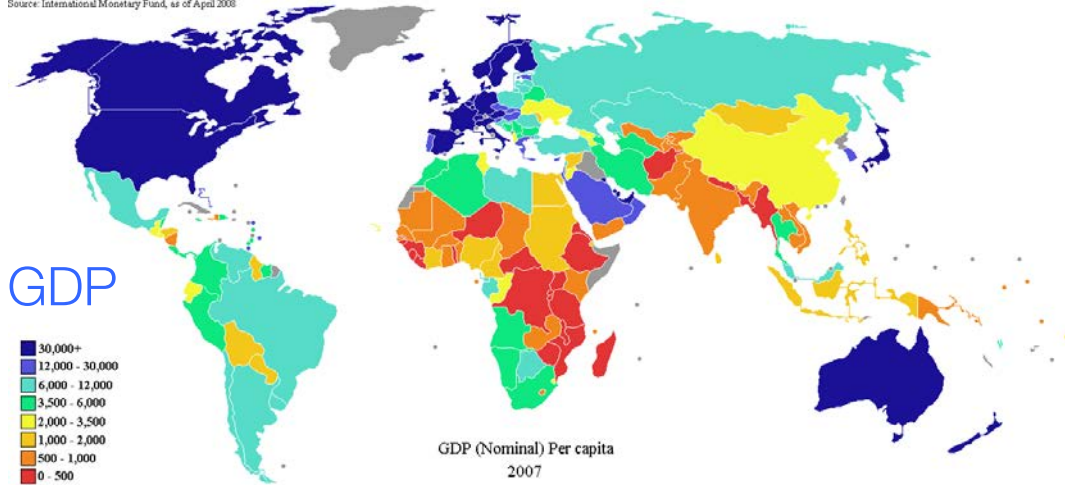 Source: International Monetary Fund, as of April 2008
GDP
30,000+
12,000 - 30,000
6,000 - 12,000
3,500 - 6,000
2,000 - 3,500
1,000 - 2,000
500 - 1,000
0 - 500
GDP (Nominal) Per capita
2007